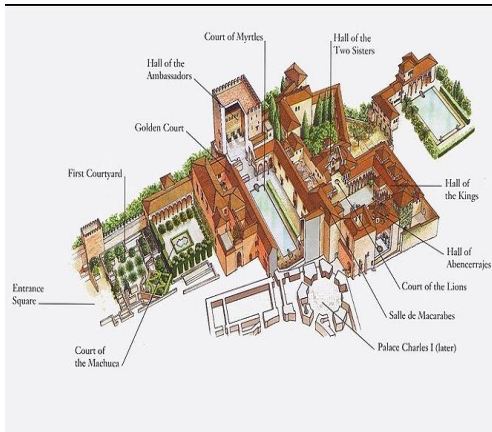 Court of Myrtles
Hall of the
Two Sisters
Hall of the
Ambassadors
Golden Court
First Courtyard
Hall of
the Kings
Hall of
Abencerrajes
Entrance
Square
Court of the Lions
Salle de Macarabes
Court of
the Machuca
Palace Charles I (later)